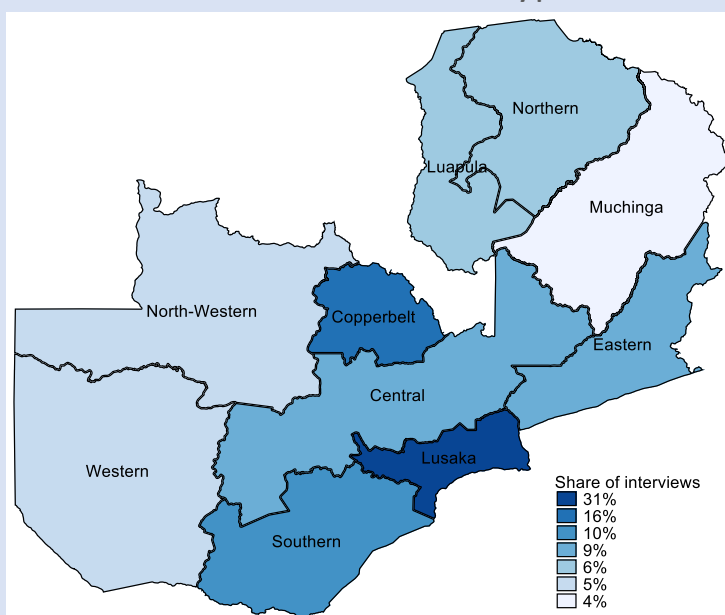 Northern
Luapula
Muchinga
North-Western
Copperbelt
Eastern
Central
Lusaka
Western
Southern
Share of interviews
31%
16%
10%
9%
6%
5%
4%